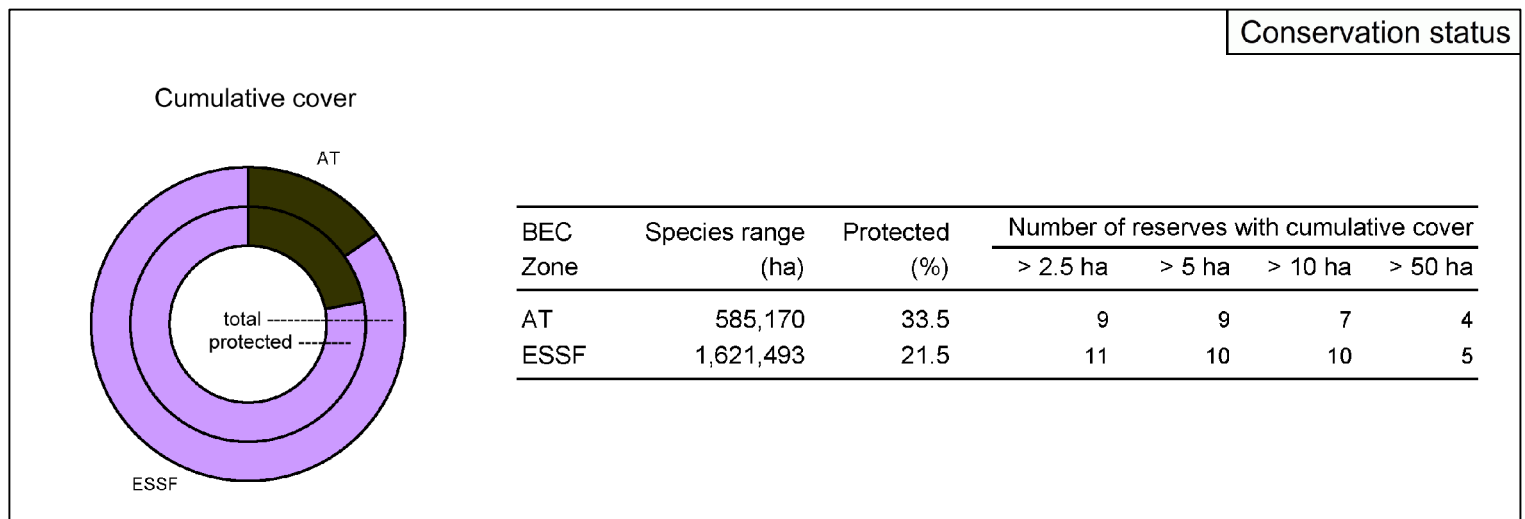 Conservation status
Cumulative cover
AT
total
protected
ESSF
BEC Species range Protected Number of reserves with cumulative cover
Zone (ha) (%) > 2.5 ha > 5 ha > 10 ha > 50 ha
AT 585,170 33.5 9 9 7 4
ESSF 1,621,493 21.5 11 10 10 5